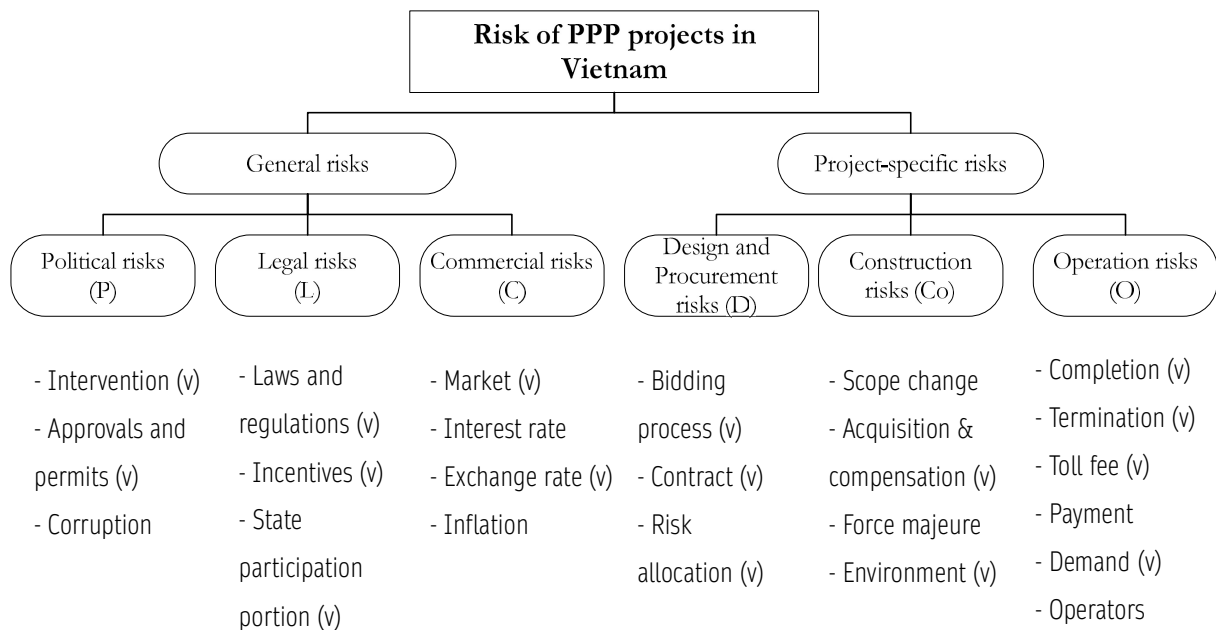 Risk of PPP projects in
Vietnam
General risks
Project-specific risks
Political risks
(P)
Legal risks
(L)
Commercial risks
(C)
Design and
Procurement
risks (D)
Construction
risks (Co)
Operation risks
(O)
- Intervention (v)
- Approvals and
permits (v)
- Corruption
- Laws and
regulations (v)
- Incentives (v)
- State
participation
portion (v)
- Market (v)
- Interest rate
- Exchange rate (v)
- Inflation
- Bidding
process (v)
- Contract (v)
- Risk
allocation (v)
- Scope change
- Acquisition &
compensation (v)
- Force majeure
- Environment (v)
- Completion (v)
- Termination (v)
- Toll fee (v)
- Payment
- Demand (v)
- Operators